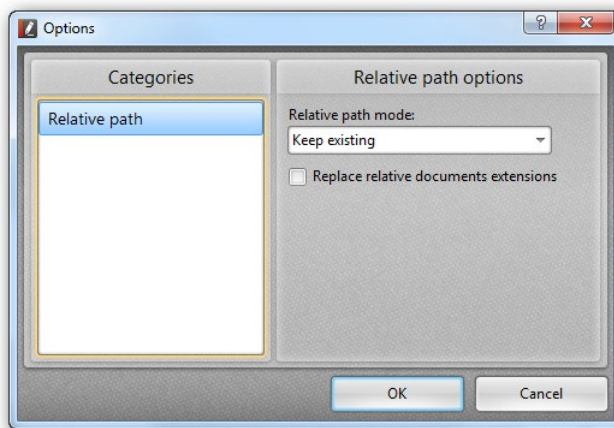 Options
Categories
Relative path
Relative path options
Relative path mode:
Keep existing
Replace relative documents extensions
OK
Cancel